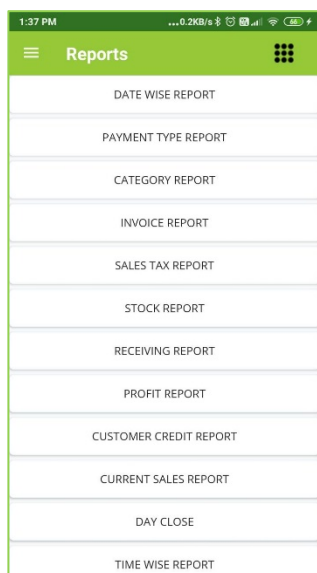 1:37 PM ...0.2KB/s 66
Reports
DATE WISE REPORT
PAYMENT TYPE REPORT
CATEGORY REPORT
INVOICE REPORT
SALES TAX REPORT
STOCK REPORT
RECEIVING REPORT
PROFIT REPORT
CUSTOMER CREDIT REPORT
CURRENT SALES REPORT
DAY CLOSE
TIME WISE REPORT